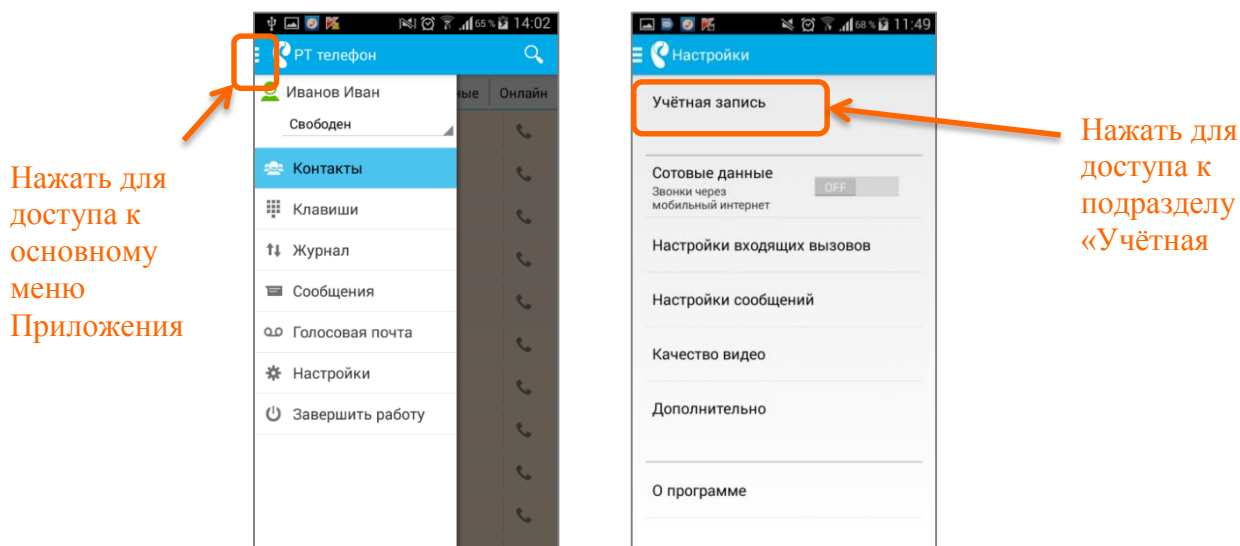 Нажать для
доступа к
основному
меню
Приложения
65 % 14:02
РТ телефон
Иванов Иван
ные Онлайн
Свободен
Контакты
Клавиши
Журнал
Сообщения
Голосовая почта
Настройки
Завершить работу
68 % 11:49
Настройки
Учётная запись
Сотовые данные
Звонки через
мобильный интернет
OFF
Настройки входящих вызовов
Настройки сообщений
Качество видео
Дополнительно
О программе
Нажать для
доступа к
подразделу
«Учётная